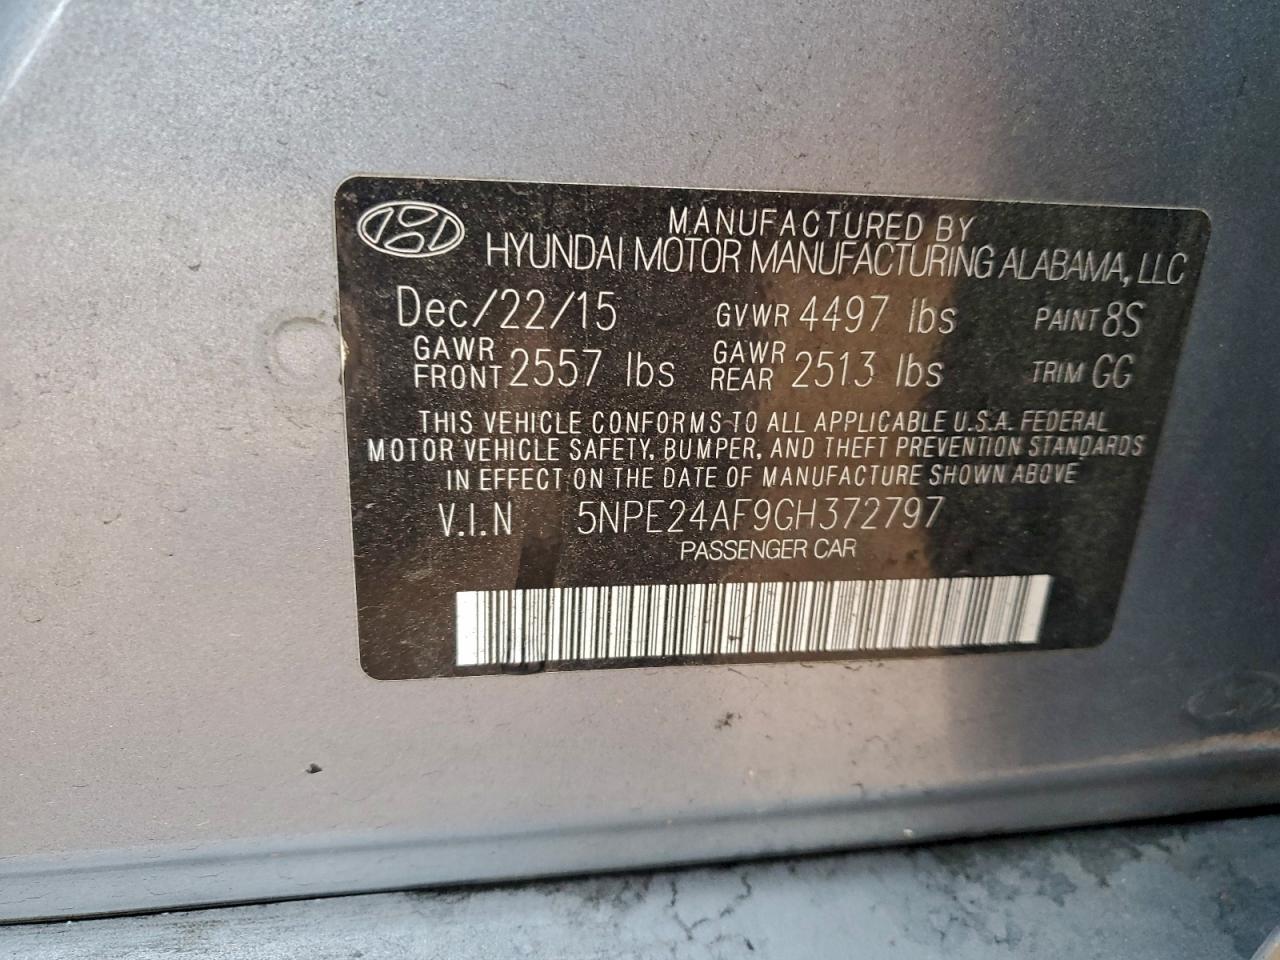 MANUFACTURED BY
HYUNDAI MOTOR MANUFACTURING ALABAMA, LLC
Dec/22/15 GVWR 4497 lbs PAINT 8S
GAWR FRONT 2557 lbs GAWR REAR 2513 lbs TRIM GG
THIS VEHICLE CONFORMS TO ALL APPLICABLE U.S.A. FEDERAL
MOTOR VEHICLE SAFETY, BUMPER, AND THEFT PREVENTION STANDARDS
IN EFFECT ON THE DATE OF MANUFACTURE SHOWN ABOVE
V.I.N 5NPE24AF9GH372797
PASSENGER CAR